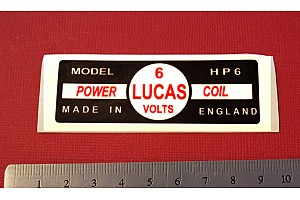 MODEL 6 HP6
POWER LUCAS COIL
MADE IN VOLTS ENGLAND
1 2 3 4 5 6 7 8 9 10